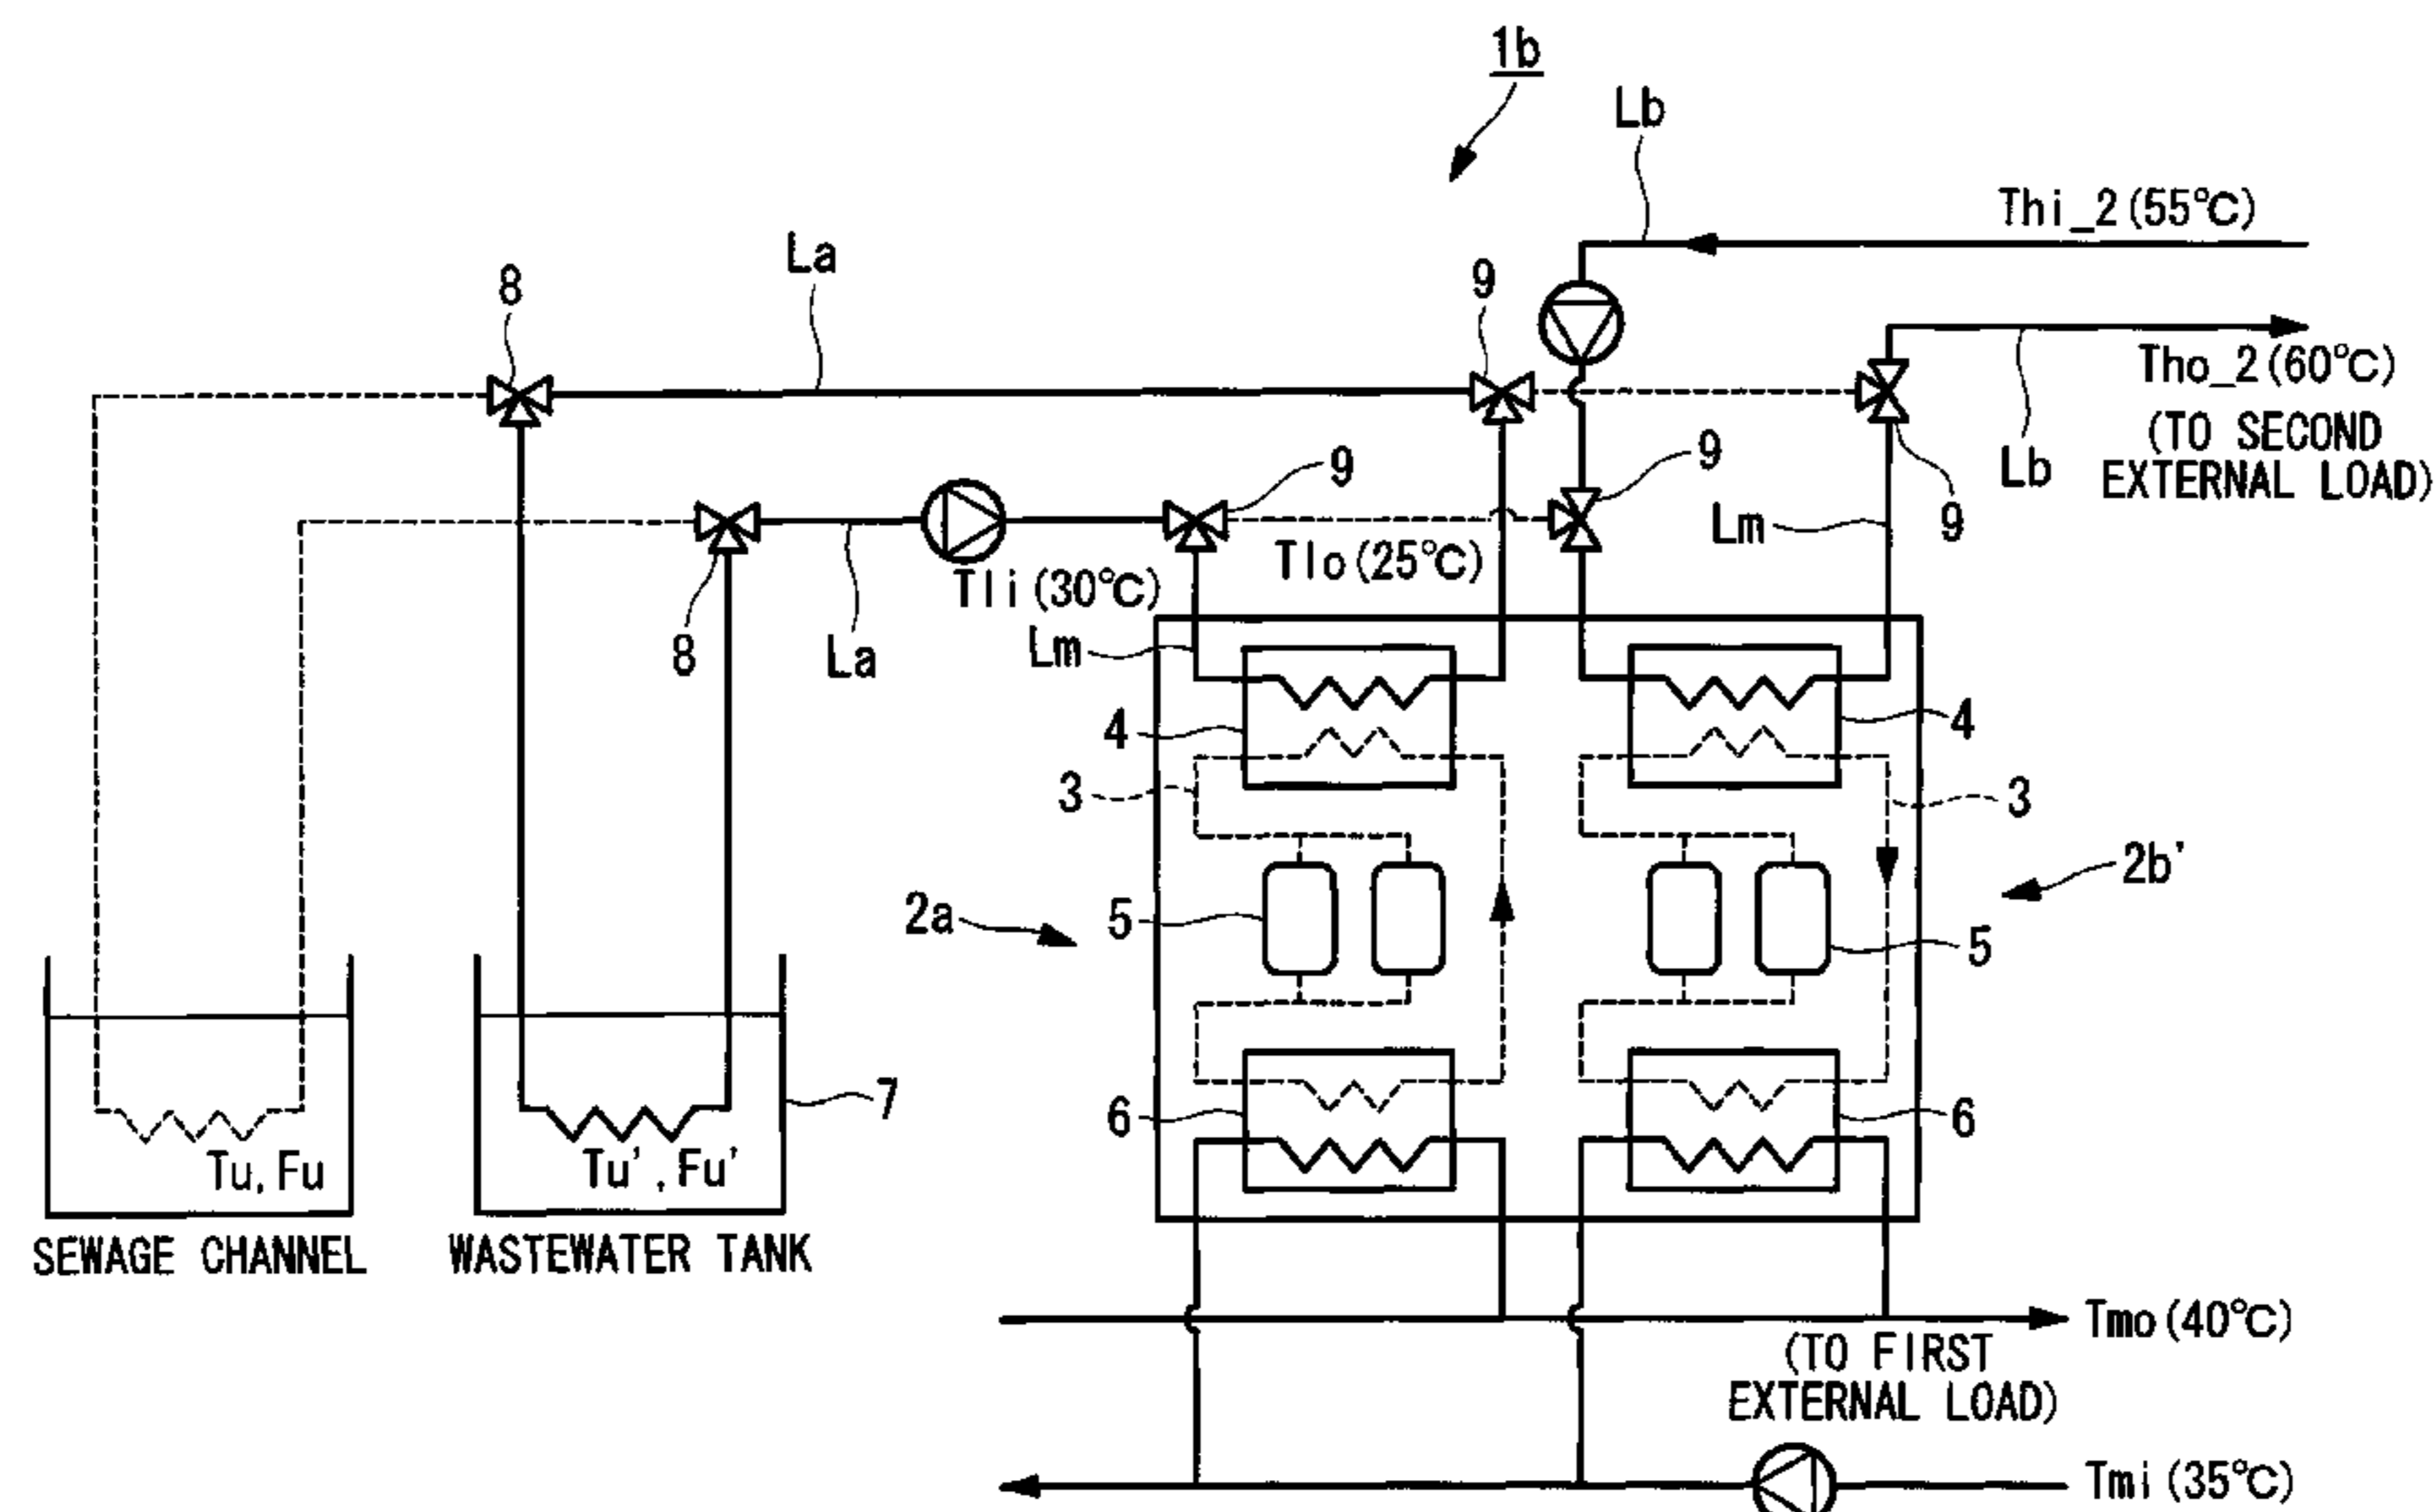 1b
Lb
Thi_2(55℃)
La
8
9
Tho_2(60℃)
(TO SECOND
EXTERNAL LOAD)
Lb
9
9
9
Lm
Tli(30℃)
Tlo(25℃)
8
La
Lm
4
4
3
3
2a
5
5
2b'
6
6
7
Tu, Fu
Tu', Fu'
SEWAGE CHANNEL
WASTEWATER TANK
Tmo(40℃)
(TO FIRST
EXTERNAL LOAD)
Tmi(35℃)